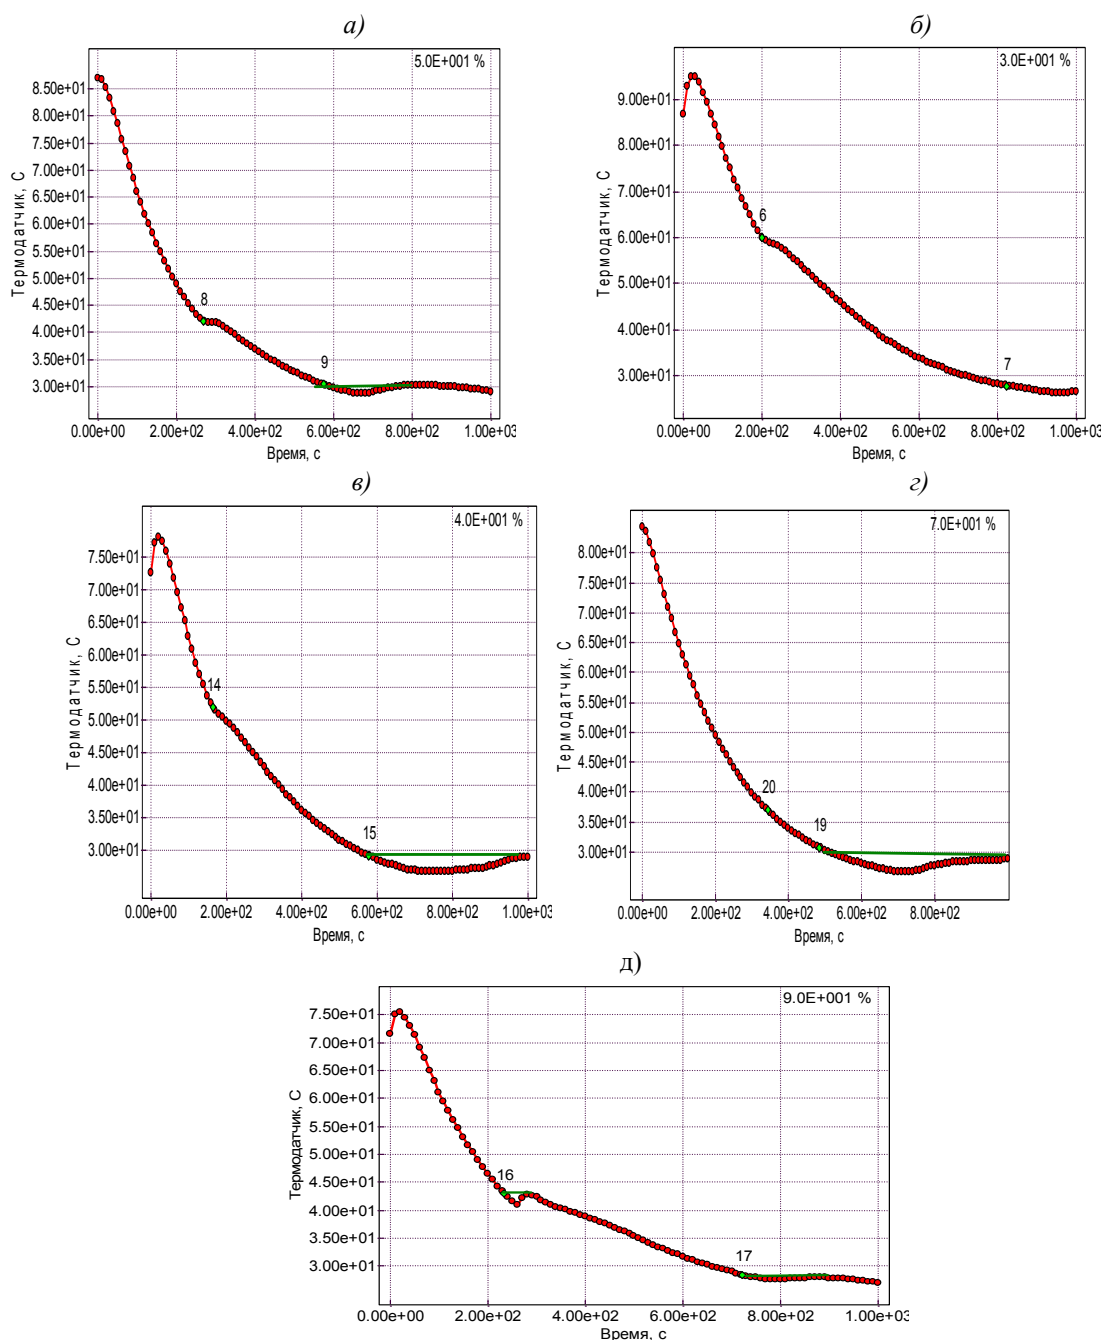 а)
5.0E+001 %
8.50e+01
8.00e+01
7.50e+01
7.00e+01
6.50e+01
6.00e+01
5.50e+01
5.00e+01
4.50e+01
4.00e+01
3.50e+01
3.00e+01
Термодатчик, С
8
9
0.00e+00 2.00e+02 4.00e+02 6.00e+02 8.00e+02 1.00e+03
Время, с
б)
3.0E+001 %
9.00e+01
8.00e+01
7.00e+01
6.00e+01
5.00e+01
4.00e+01
3.00e+01
Термодатчик, С
6
7
0.00e+00 2.00e+02 4.00e+02 6.00e+02 8.00e+02 1.00e+03
Время, с
в)
4.0E+001 %
7.50e+01
7.00e+01
6.50e+01
6.00e+01
5.50e+01
5.00e+01
4.50e+01
4.00e+01
3.50e+01
3.00e+01
Термодатчик, С
14
15
0.00e+00 2.00e+02 4.00e+02 6.00e+02 8.00e+02 1.00e+03
Время, с
г)
7.0E+001 %
8.00e+01
7.50e+01
7.00e+01
6.50e+01
6.00e+01
5.50e+01
5.00e+01
4.50e+01
4.00e+01
3.50e+01
3.00e+01
Термодатчик, С
20
19
0.00e+00 2.00e+02 4.00e+02 6.00e+02 8.00e+02
Время, с
д)
9.0E+001 %
7.50e+01
7.00e+01
6.50e+01
6.00e+01
5.50e+01
5.00e+01
4.50e+01
4.00e+01
3.50e+01
3.00e+01
Термодатчик, С
16
17
0.00e+00 2.00e+02 4.00e+02 6.00e+02 8.00e+02 1.00e+03
Время, с